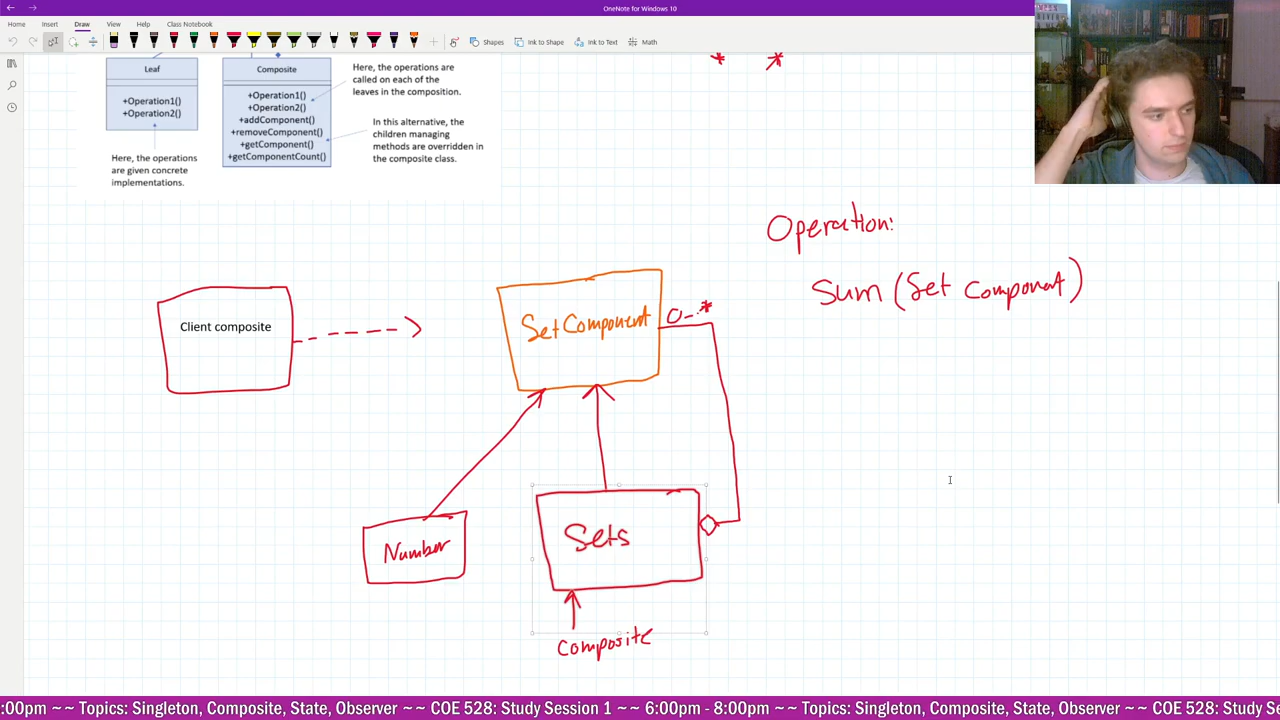 OneNote for Windows 10
Home Insert Draw View Help Class Notebook
Shapes Ink to Shape Ink to Text Math
Leaf
+Operation1()
+Operation2()
Here, the operations
are given concrete
implementations.
Composite
+Operation1()
+Operation2()
+addComponent()
+removeComponent()
+getComponent()
+getComponentCount()
Here, the operations are
called on each of the
leaves in the composition.
In this alternative, the
children managing
methods are overridden in
the composite class.
* *
Operation:
Sum (Set Component)
Client composite
SetComponent
0-.*
Number
Sets
Composite
:00pm ~~ Topics: Singleton, Composite, State, Observer ~~ COE 528: Study Session 1 ~~ 6:00pm - 8:00pm ~~ Topics: Singleton, Composite, State, Observer ~~ COE 528: Study Se